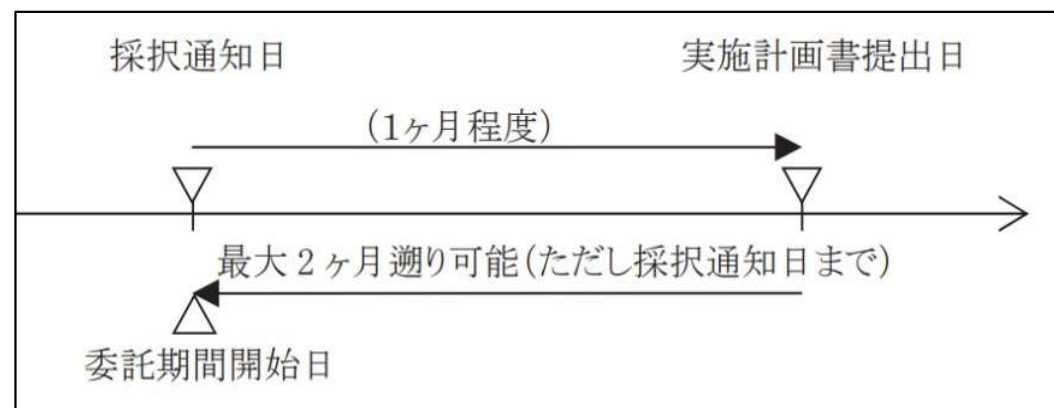 採択通知日
実施計画書提出日
(1ヶ月程度)
最大2ヶ月遡り可能(ただし採択通知日まで)
委託期間開始日